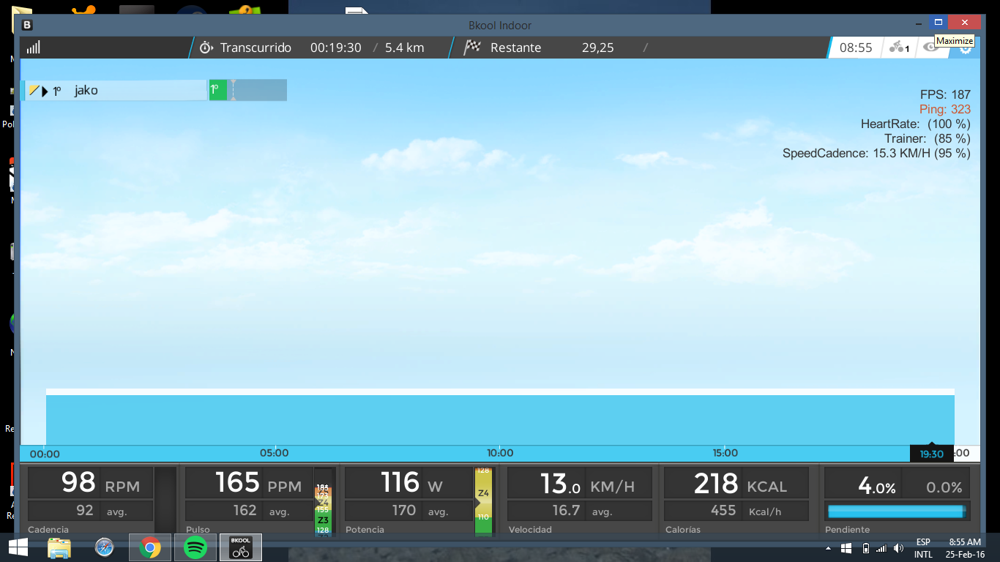 B
Bkool Indoor
Maximize
Transcurrido 00:19:30 / 5.4 km
Restante 29,25 /
08:55
1
1º jako 1º
FPS: 187
Ping: 323
HeartRate: (100 %)
Trainer: (85 %)
SpeedCadence: 15.3 KM/H (95 %)
00:00 05:00 10:00 15:00 19:30 :00
98 RPM
92 avg.
Cadencia
165 PPM
162 avg.
Pulso
Z4
155
Z3
128
116 W
170 avg.
Potencia
128
Z4
110
13.0 KM/H
16.7 avg.
Velocidad
218 KCAL
455 Kcal/h
Calorías
4.0% 0.0%
Pendiente
BKOOL
ESP
INTL
8:55 AM
25-Feb-16
Pol
Re
Re